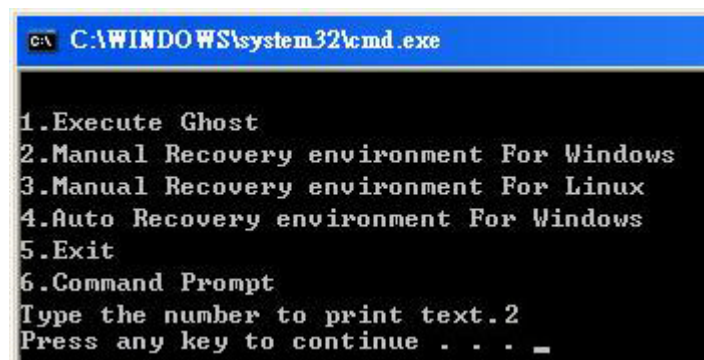 C:\WINDOWS\system32\cmd.exe
1.Execute Ghost
2.Manual Recovery environment For Windows
3.Manual Recovery environment For Linux
4.Auto Recovery environment For Windows
5.Exit
6.Command Prompt
Type the number to print text.2
Press any key to continue . . . _